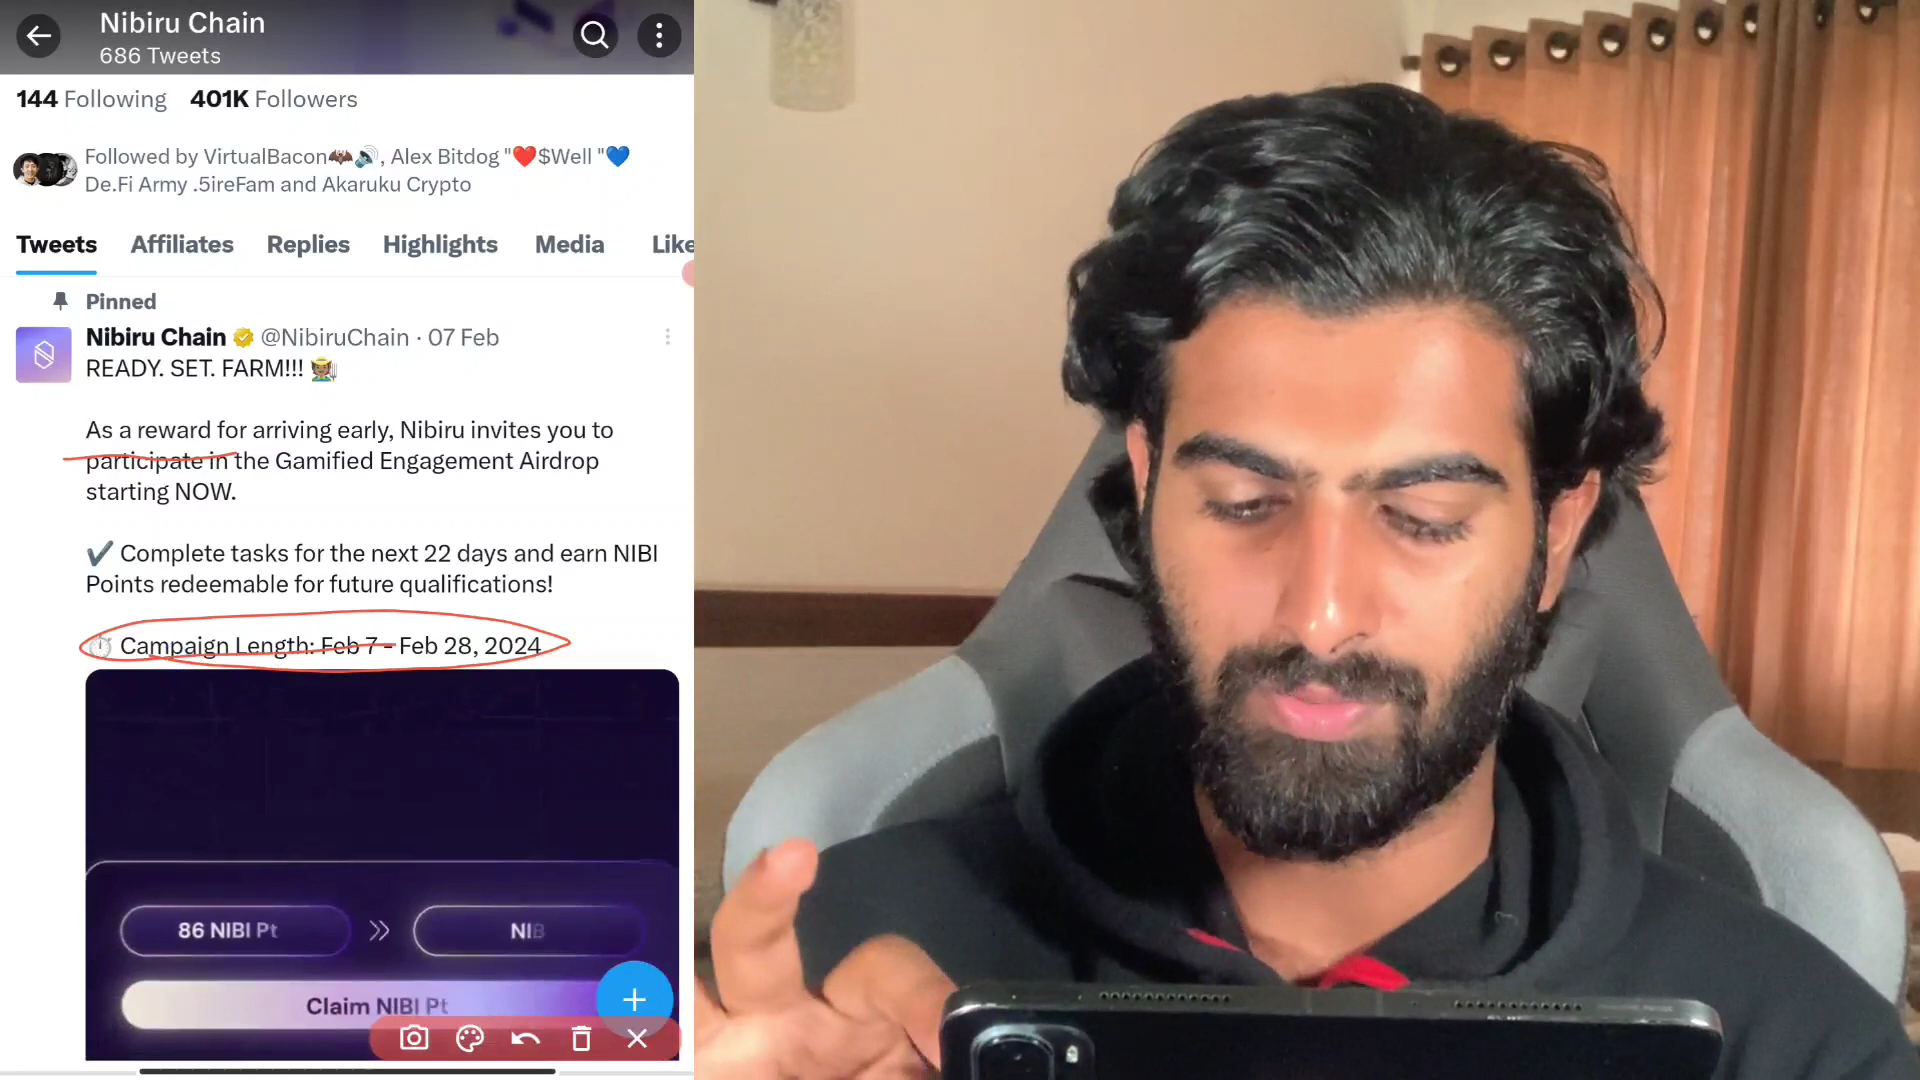 Nibiru Chain
686 Tweets
144 Following 401K Followers
Followed by VirtualBacon🦇🔊, Alex Bitdog "❤️$Well "💙
De.Fi Army .5ireFam and Akaruku Crypto
Tweets Affiliates Replies Highlights Media Like
Pinned
Nibiru Chain @NibiruChain · 07 Feb
READY. SET. FARM!!! 🧑🏽‍🌾
As a reward for arriving early, Nibiru invites you to
participate in the Gamified Engagement Airdrop
starting NOW.
✔️ Complete tasks for the next 22 days and earn NIBI
Points redeemable for future qualifications!
⏱️ Campaign Length: Feb 7 - Feb 28, 2024
86 NIBI Pt » NIB
Claim NIBI Pt